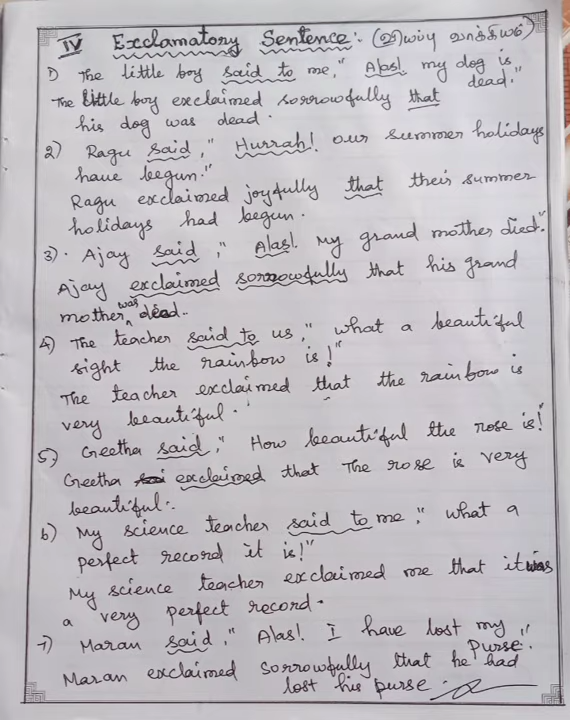 IV Exclamatory Sentence:- (வியப்பு வாக்கியம்)
1) The little boy said to me, "Alas! my dog is dead."
The little boy exclaimed sorrowfully that
his dog was dead.
2) Ragu said, "Hurrah! our summer holidays
have begun."
Ragu exclaimed joyfully that their summer
holidays had begun.
3). Ajay said, "Alas! My grand mother died."
Ajay exclaimed sorrowfully that his grand
mother was dead..
4) The teacher said to us, "what a beautiful
sight the rainbow is!"
The teacher exclaimed that the rainbow is
very beautiful.
5) Geetha said, "How beautiful the rose is!"
Geetha exclaimed that The rose is very
beautiful:.
6) My science teacher said to me, "what a
perfect record it is!"
My science teacher exclaimed me that it was
a very perfect record.
7) Maran said, "Alas! I have lost my purse."
Maran exclaimed sorrowfully that he had
lost his purse.